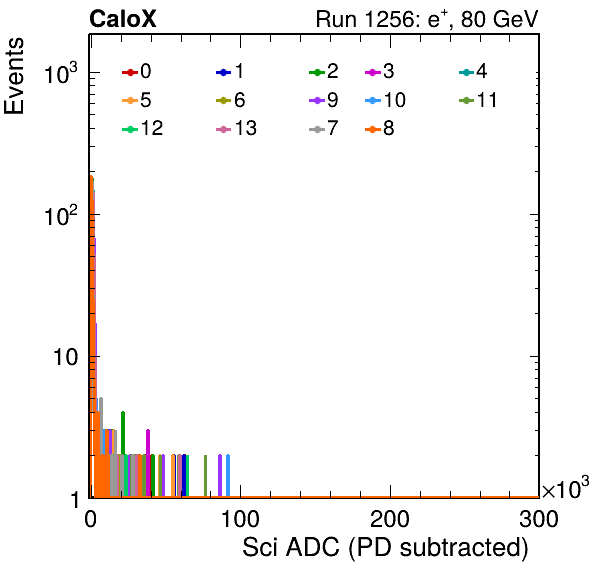 CaloX Run 1256: e⁺, 80 GeV
Events
10³
10²
10
1
0 1 2 3 4
5 6 9 10 11
12 13 7 8
0 100 200 300 ×10³
Sci ADC (PD subtracted)